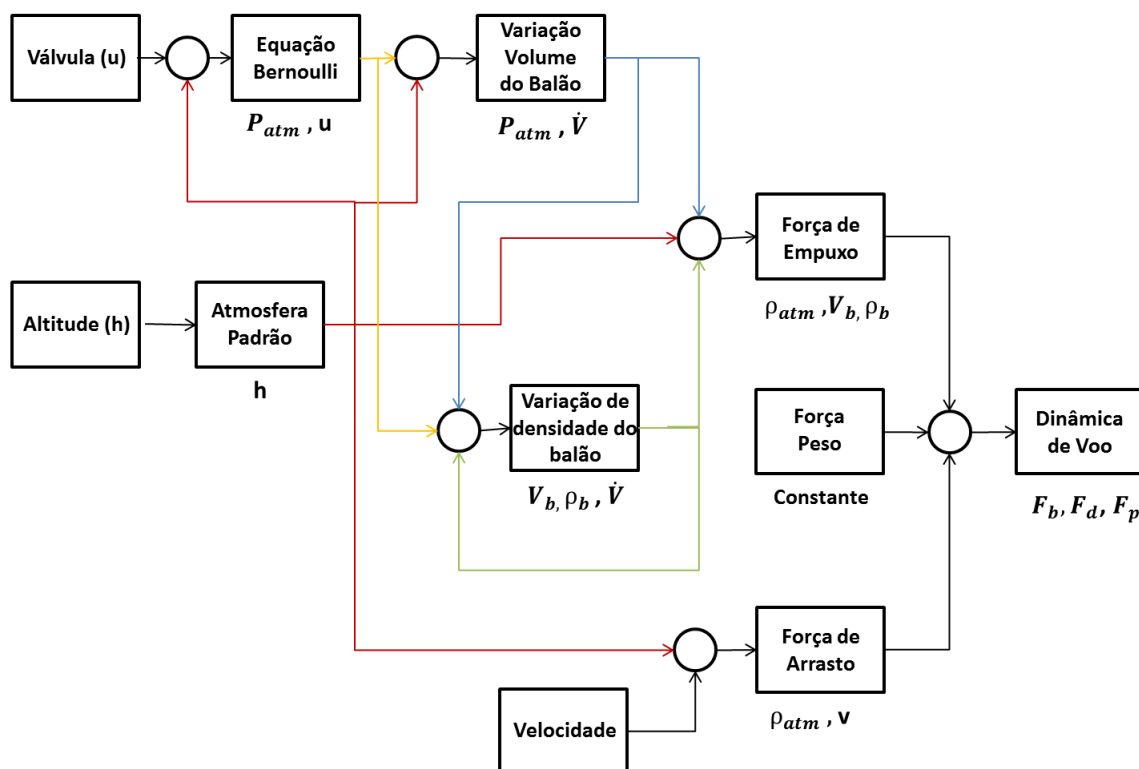 Válvula (u)
Equação
Bernoulli
P_atm , u
Variação
Volume
do Balão
P_atm , V̇
Força de
Empuxo
ρ_atm ,V_b, ρ_b
Altitude (h)
Atmosfera
Padrão
h
Variação de
densidade do
balão
V_b, ρ_b , V̇
Força
Peso
Constante
Dinâmica
de Voo
F_b, F_d, F_p
Força de
Arrasto
ρ_atm , v
Velocidade